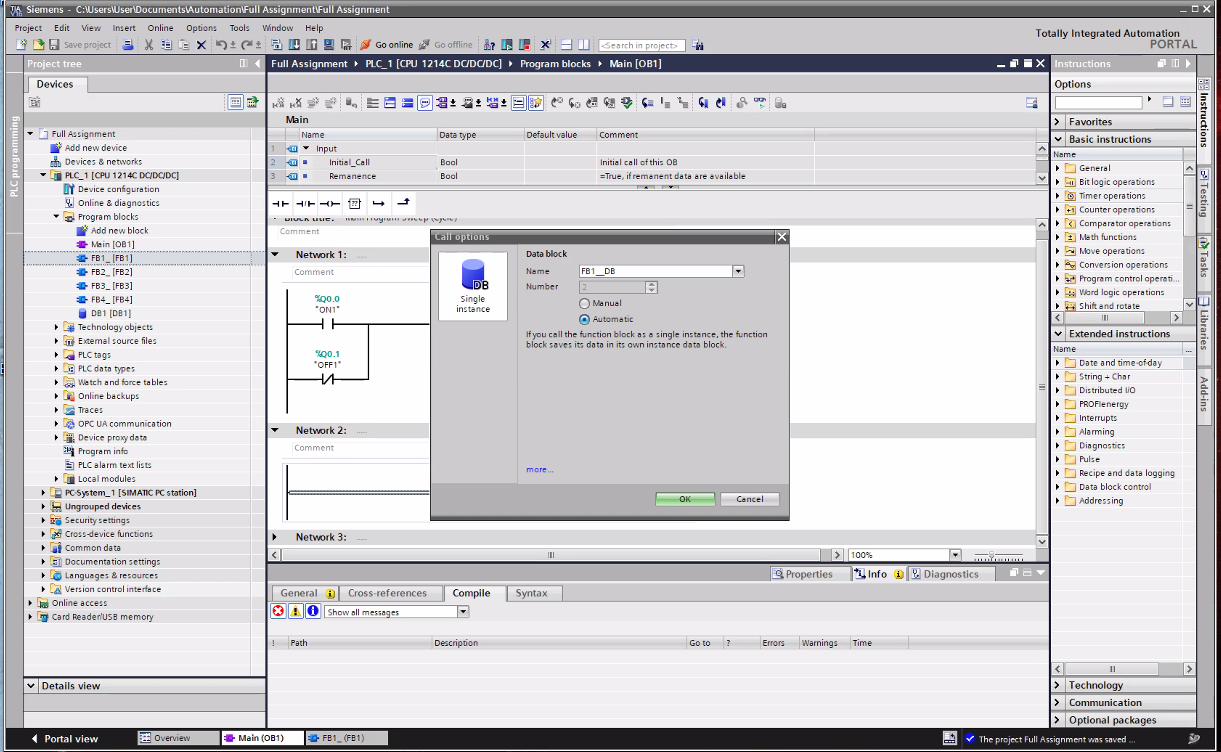 Siemens - C:\Users\User\Documents\Automation\Full Assignment\Full Assignment
Project Edit View Insert Online Options Tools Window Help
Totally Integrated Automation
PORTAL
Save project
Go online
Go offline
<Search in project>
Project tree
Full Assignment PLC_1 [CPU 1214C DC/DC/DC] Program blocks Main [OB1]
Instructions
Devices
Options
PLC programming
Full Assignment
Add new device
Devices & networks
PLC_1 [CPU 1214C DC/DC/DC]
Device configuration
Online & diagnostics
Program blocks
Add new block
Main [OB1]
FB1_ [FB1]
FB2_ [FB2]
FB3_ [FB3]
FB4_ [FB4]
DB1 [DB1]
Technology objects
External source files
PLC tags
PLC data types
Watch and force tables
Online backups
Traces
OPC UA communication
Device proxy data
Program info
PLC alarm text lists
Local modules
PC-System_1 [SIMATIC PC station]
Ungrouped devices
Security settings
Cross-device functions
Common data
Documentation settings
Languages & resources
Version control interface
Online access
Card Reader/USB memory
Details view
Main
Name Data type Default value Comment
1 Input
2 Initial_Call Bool Initial call of this OB
3 Remanence Bool =True, if remanent data are available
Block title: Main Program Sweep (Cycle)
Comment
Network 1: .....
Comment
%Q0.0
"ON1"
%Q0.1
"OFF1"
Network 2: .....
Comment
Network 3: .....
100%
Call options
DB
Single
instance
Data block
Name FB1__DB
Number 2
Manual
Automatic
If you call the function block as a single instance, the function
block saves its data in its own instance data block.
more...
OK
Cancel
Properties
Info
Diagnostics
General
Cross-references
Compile
Syntax
Show all messages
! Path Description Go to ? Errors Warnings Time
Favorites
Basic instructions
Name
General
Bit logic operations
Timer operations
Counter operations
Comparator operations
Math functions
Move operations
Conversion operations
Program control operati...
Word logic operations
Shift and rotate
Extended instructions
Name ...
Date and time-of-day
String + Char
Distributed I/O
PROFIenergy
Interrupts
Alarming
Diagnostics
Pulse
Recipe and data logging
Data block control
Addressing
Technology
Communication
Optional packages
Instructions
Testing
Tasks
Libraries
Add-ins
Portal view
Overview
Main (OB1)
FB1_ (FB1)
The project Full Assignment was saved ...